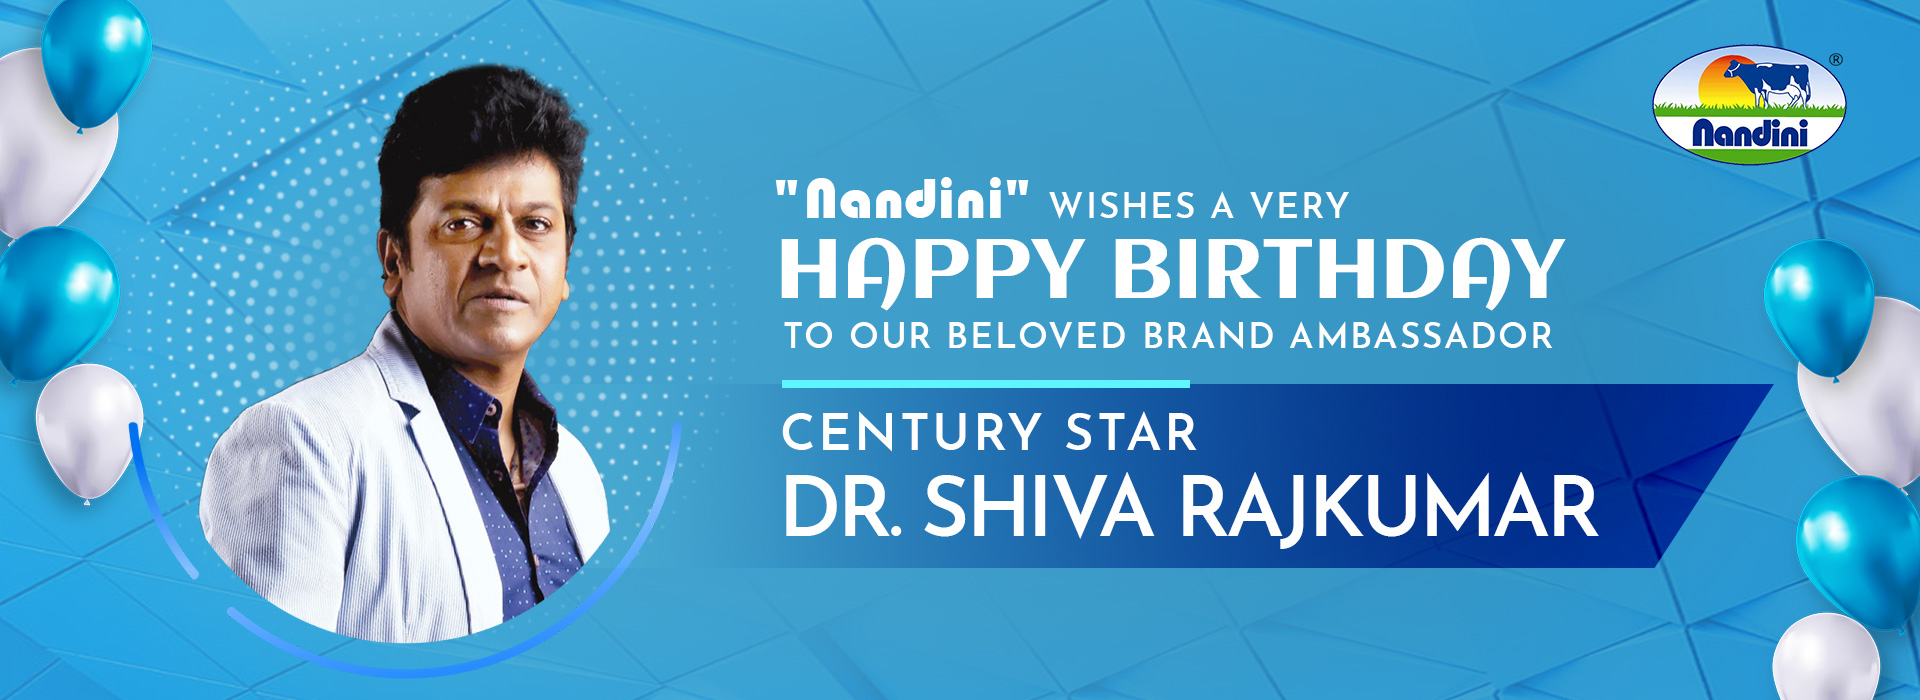 ®
Nandini
"Nandini" WISHES A VERY
HAPPY BIRTHDAY
TO OUR BELOVED BRAND AMBASSADOR
CENTURY STAR
DR. SHIVA RAJKUMAR